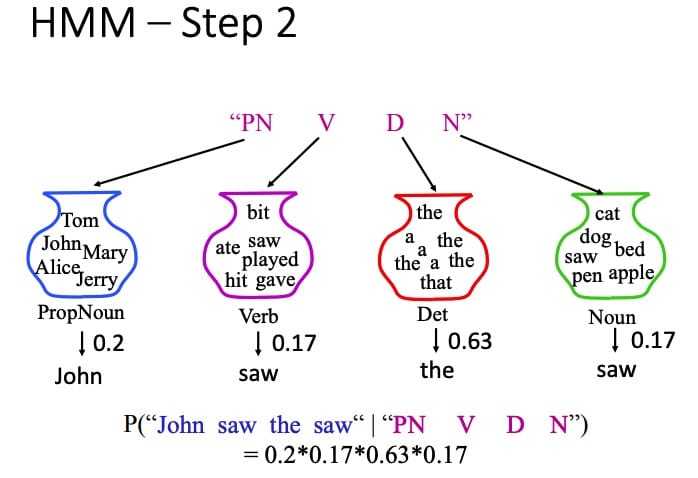 HMM – Step 2
“PN V D N”
Tom
John Mary
Alice
Jerry
PropNoun
↓ 0.2
John
bit
ate saw
played
hit gave
Verb
↓ 0.17
saw
the
a the
a
the a the
that
Det
↓ 0.63
the
cat
dog
saw bed
pen apple
Noun
↓ 0.17
saw
P(“John saw the saw“ | “PN V D N”)
= 0.2*0.17*0.63*0.17